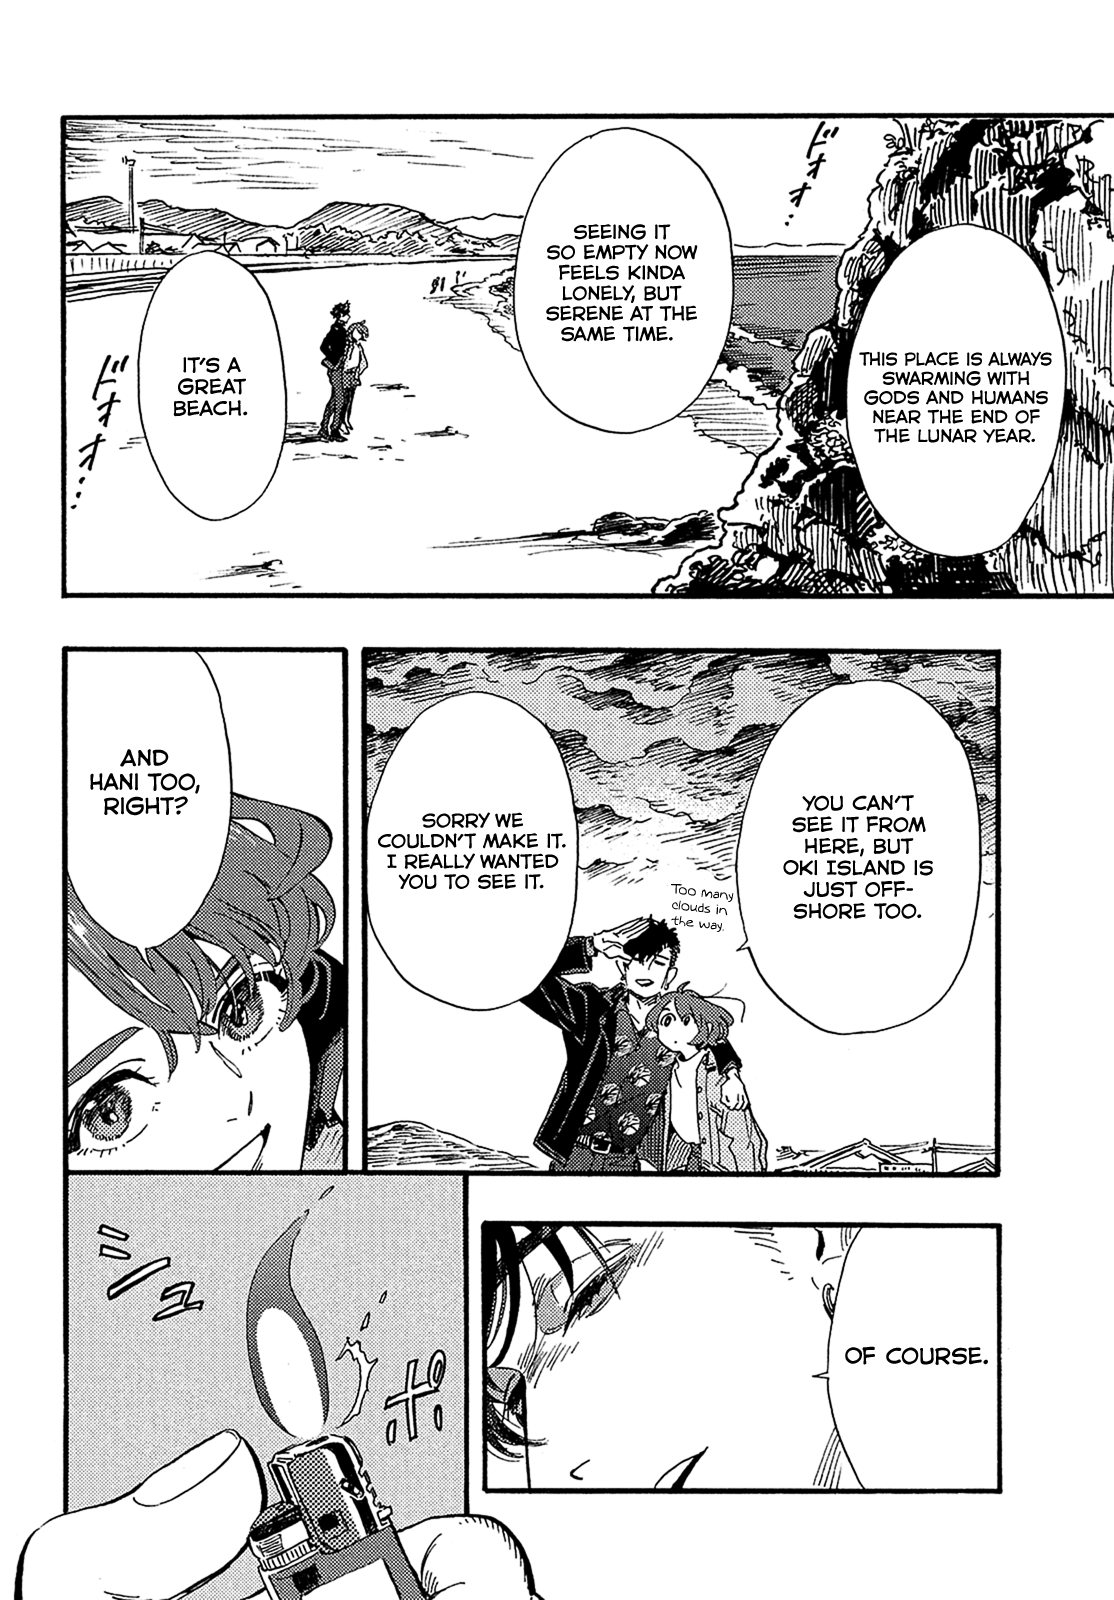 ドオオ…
THIS PLACE IS ALWAYS
SWARMING WITH
GODS AND HUMANS
NEAR THE END OF
THE LUNAR YEAR.
SEEING IT
SO EMPTY NOW
FEELS KINDA
LONELY, BUT
SERENE AT THE
SAME TIME.
IT'S A
GREAT
BEACH.
ドオオ…
YOU CAN'T
SEE IT FROM
HERE, BUT
OKI ISLAND IS
JUST OFF-
SHORE TOO.
Too many
clouds in
the way.
SORRY WE
COULDN'T MAKE IT.
I REALLY WANTED
YOU TO SEE IT.
AND
HANI TOO,
RIGHT?
OF COURSE.
シュ
ポ